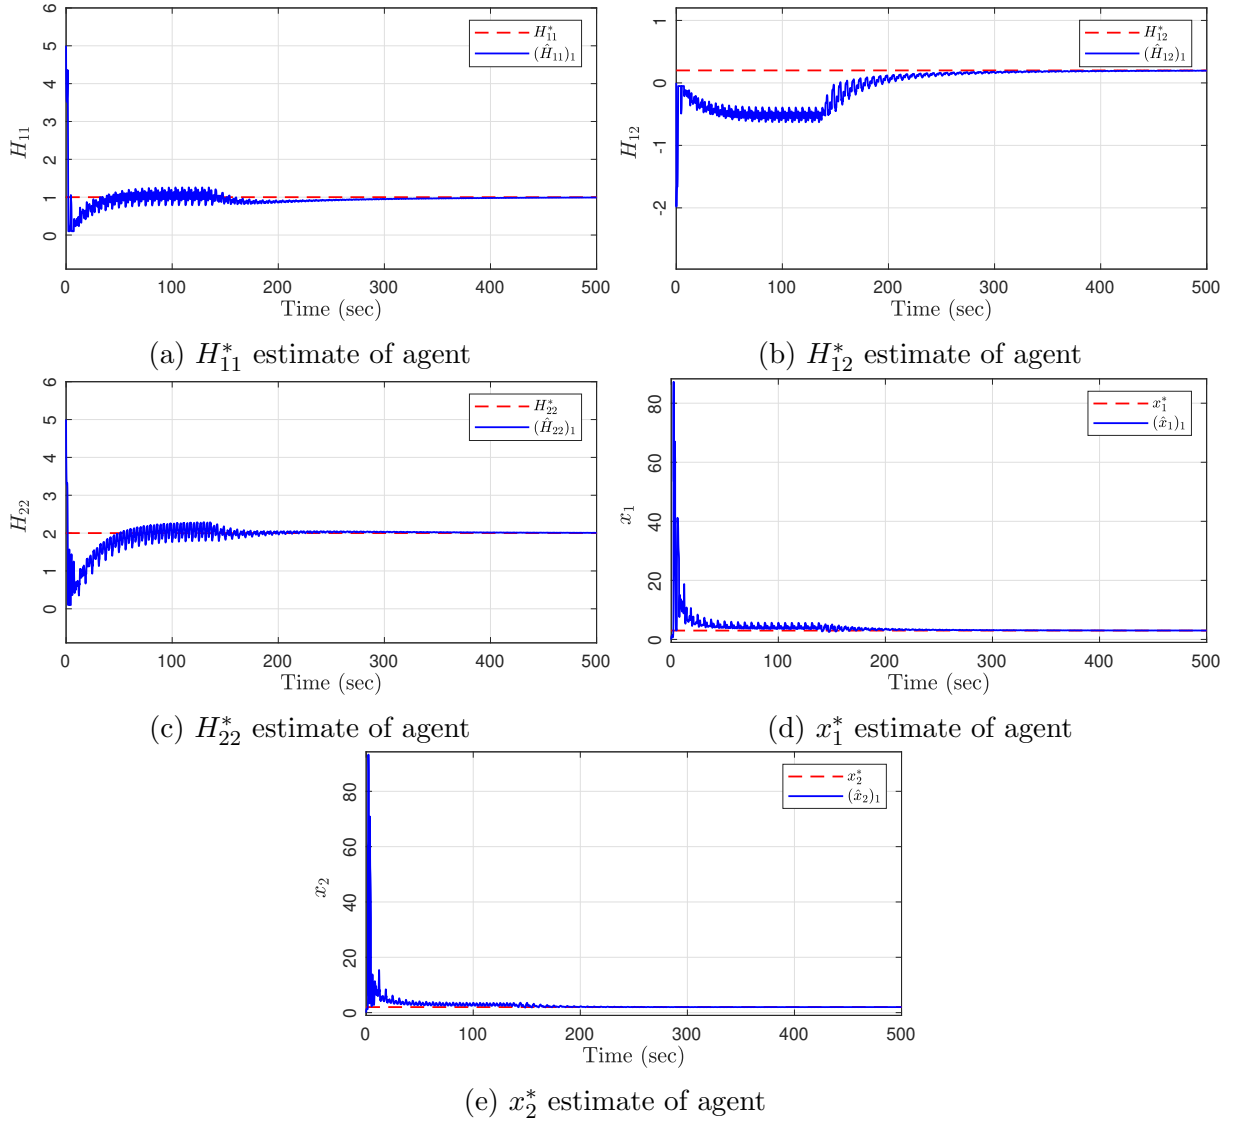 6
5
4
3
2
1
0
H₁₁
H*₁₁
(Ĥ₁₁)₁
0 100 200 300 400 500
Time (sec)
(a) H*₁₁ estimate of agent
1
0
-1
-2
H₁₂
H*₁₂
(Ĥ₁₂)₁
0 100 200 300 400 500
Time (sec)
(b) H*₁₂ estimate of agent
6
5
4
3
2
1
0
H₂₂
H*₂₂
(Ĥ₂₂)₁
0 100 200 300 400 500
Time (sec)
(c) H*₂₂ estimate of agent
80
60
40
20
0
x₁
x*₁
(x̂₁)₁
0 100 200 300 400 500
Time (sec)
(d) x*₁ estimate of agent
80
60
40
20
0
x₂
x*₂
(x̂₂)₁
0 100 200 300 400 500
Time (sec)
(e) x*₂ estimate of agent